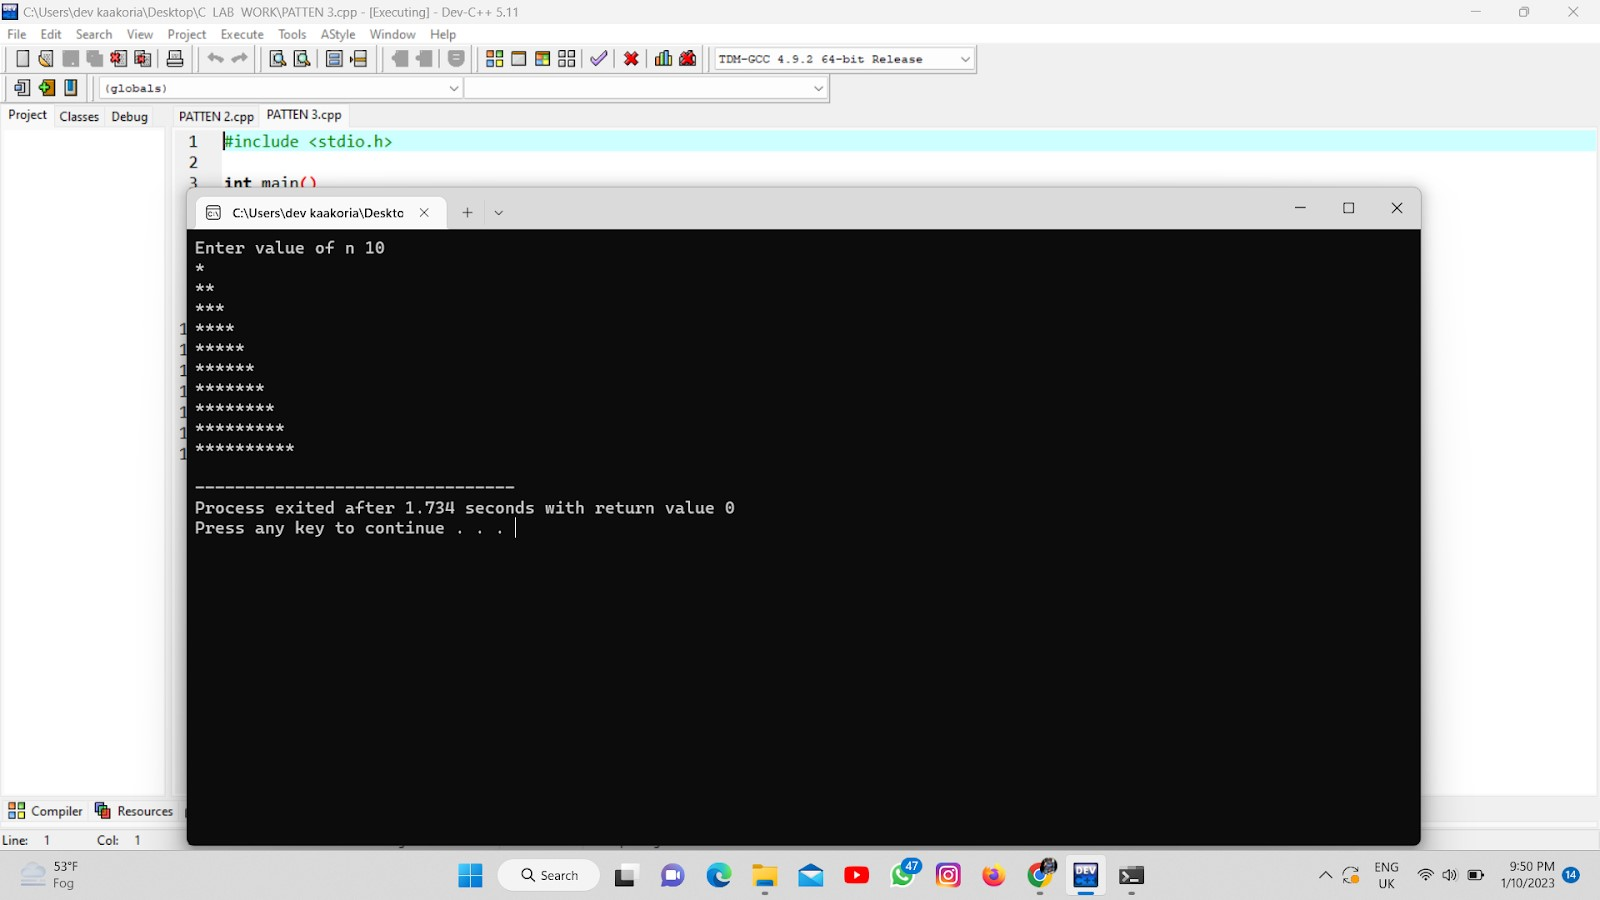 C:\Users\dev kaakoria\Desktop\C LAB WORK\PATTEN 3.cpp - [Executing] - Dev-C++ 5.11
File Edit Search View Project Execute Tools AStyle Window Help
TDM-GCC 4.9.2 64-bit Release
(globals)
Project Classes Debug PATTEN 2.cpp PATTEN 3.cpp
1 #include <stdio.h>
2
3 int main()
C:\Users\dev kaakoria\Deskto
Enter value of n 10
*
**
***
****
*****
******
*******
********
*********
**********
--------------------------------
Process exited after 1.734 seconds with return value 0
Press any key to continue . . .
Compiler Resources
Line: 1 Col: 1
53°F
Fog
DEV
Search
47
DEV
ENG
UK
9:50 PM
1/10/2023
14